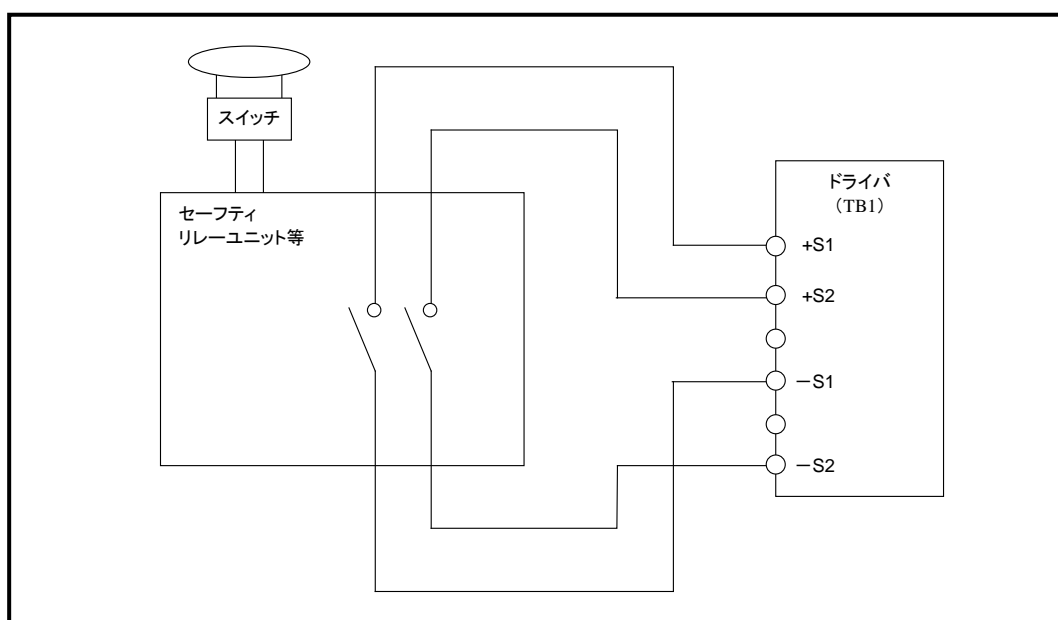 スイッチ
セーフティ
リレーユニット等
ドライバ
（TB1）
+S1
+S2
－S1
－S2